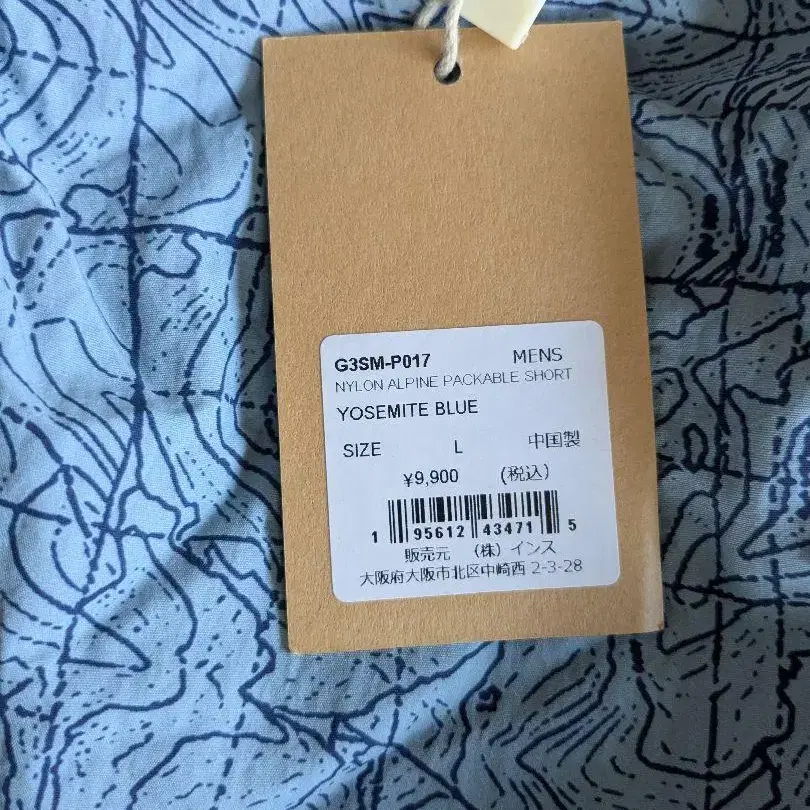 G3SM-P017 MENS
NYLON ALPINE PACKABLE SHORT
YOSEMITE BLUE
SIZE L 中国製
¥9,900 (税込)
1 95612 43471 5
販売元 (株) インス
大阪府大阪市北区中崎西 2-3-28